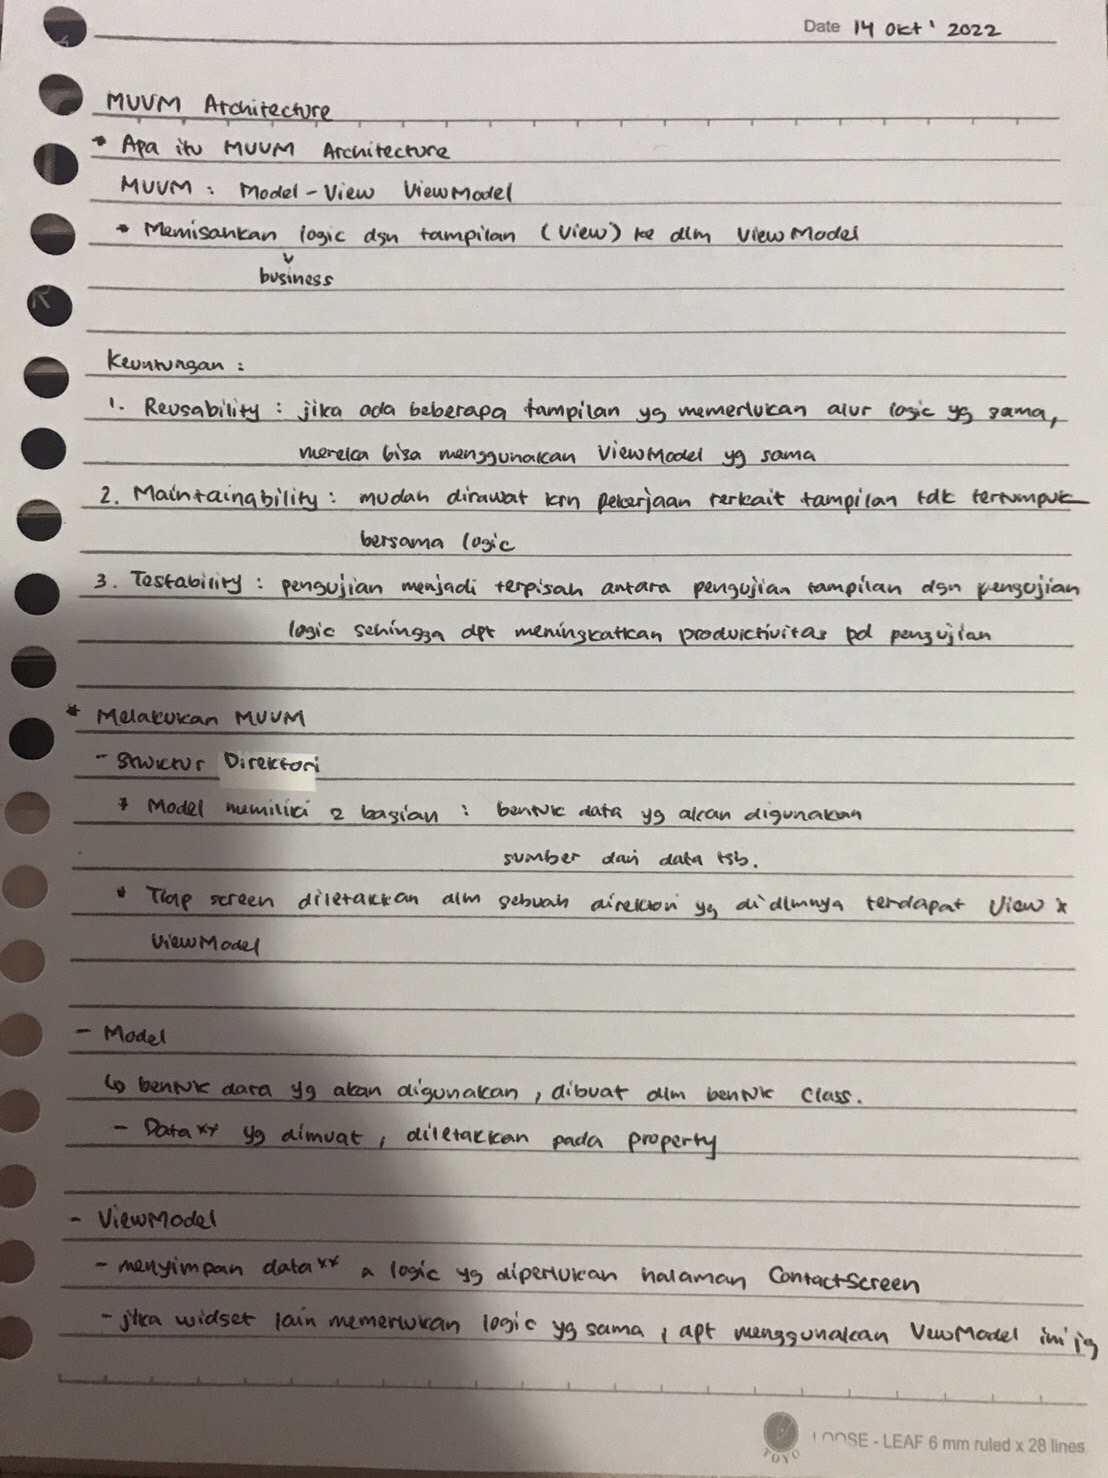 Date 14 Okt' 2022
MVVM Architecture
* Apa itu MVVM Architecture
MVVM : Model-View ViewModel
* Memisahkan logic dgn tampilan (View) ke dlm ViewModel
business
Keuntungan :
1. Reusability : jika ada beberapa tampilan yg memerlukan alur logic yg sama,
mereka bisa menggunakan ViewModel yg sama
2. Maintainability : mudah dirawat krn pekerjaan terkait tampilan tdk tertumpuk
bersama logic
3. Testability : pengujian menjadi terpisah antara pengujian tampilan dgn pengujian
logic sehingga dpt meningkatkan productivitas pd pengujian
* Melakukan MVVM
- Struktur Direktori
* Model memiliki 2 bagian : bentuk data yg akan digunakan
sumber dari data tsb.
* Tiap screen diletakkan dlm sebuah direktori yg didlmnya terdapat View &
ViewModel
- Model
↳ bentuk data yg akan digunakan, dibuat dlm bentuk class.
- Data** yg dimuat, diletakkan pada property
- ViewModel
- menyimpan data** & logic yg diperlukan halaman ContactScreen
- jika widget lain memerlukan logic yg sama, dpt menggunakan ViewModel ini jg
TOYO LOOSE-LEAF 6 mm ruled x 28 lines